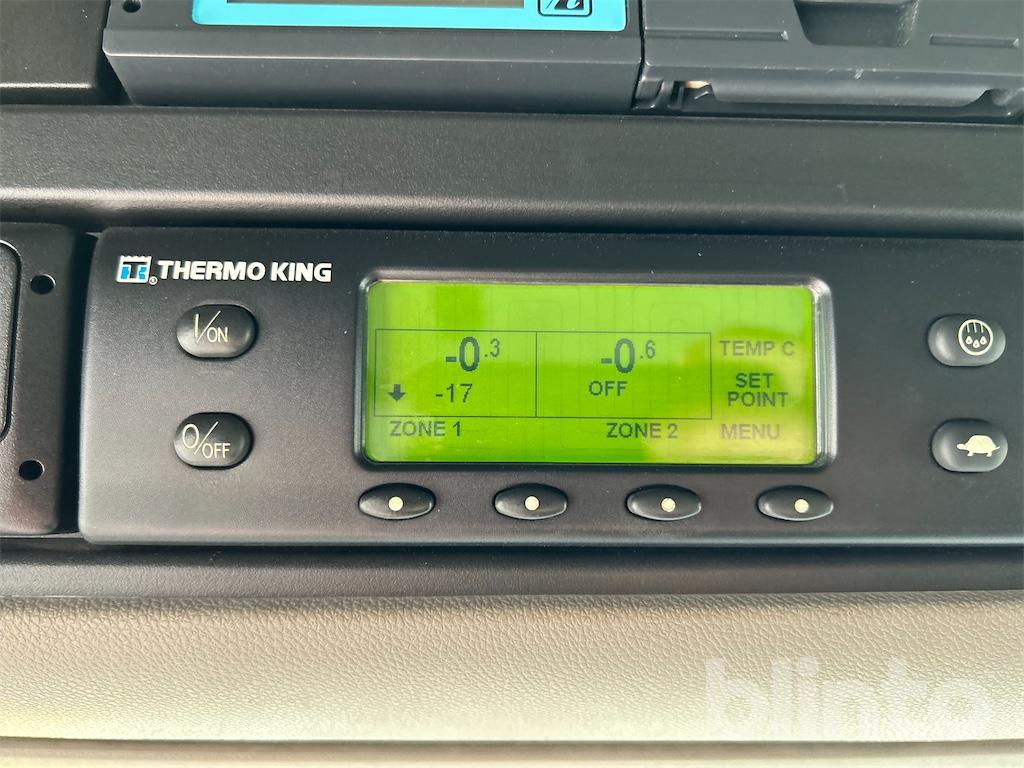 THERMO KING
I/ON
O/OFF
-0.3
-17
ZONE 1
-0.6
OFF
ZONE 2
TEMP C
SET
POINT
MENU
blinto